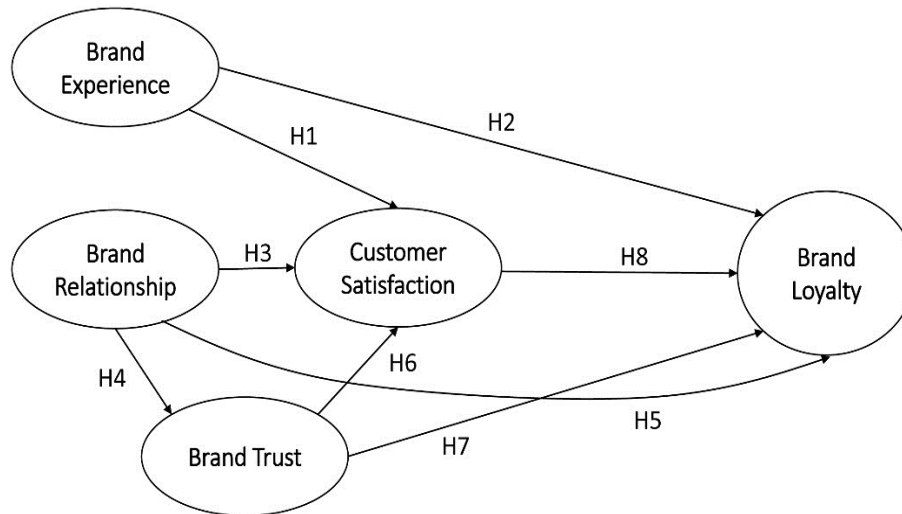 Brand
Experience
H2
H1
Brand
Relationship
H3
Customer
Satisfaction
H8
Brand
Loyalty
H4
H6
H5
H7
Brand Trust